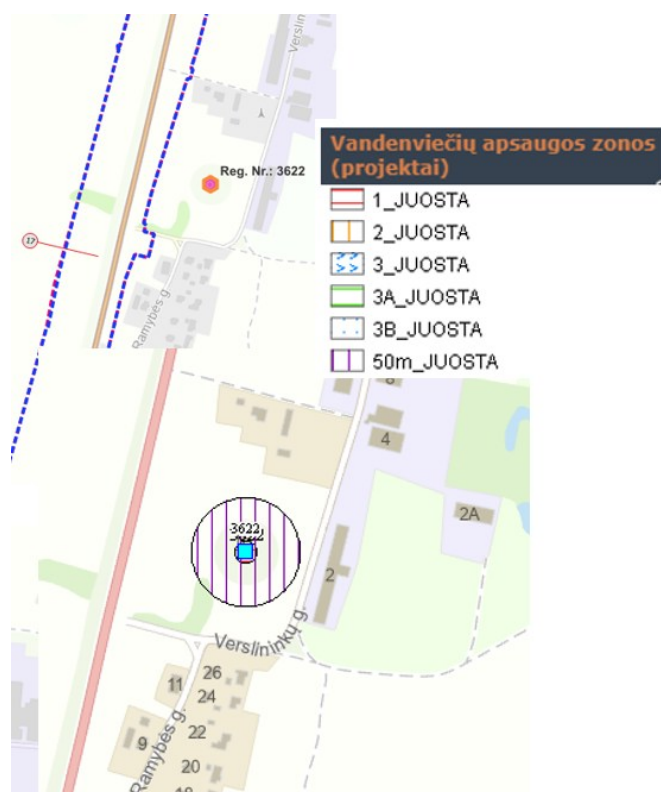 Verslinink
Reg. Nr.: 3622
17
Ramybės g.
Vandenviečių apsaugos zonos
(projektai)
1_JUOSTA
2_JUOSTA
3_JUOSTA
3A_JUOSTA
3B_JUOSTA
50m_JUOSTA
4
2A
3622
2
Verslininkų g.
26
11
24
22
9
20
Ramybės g.